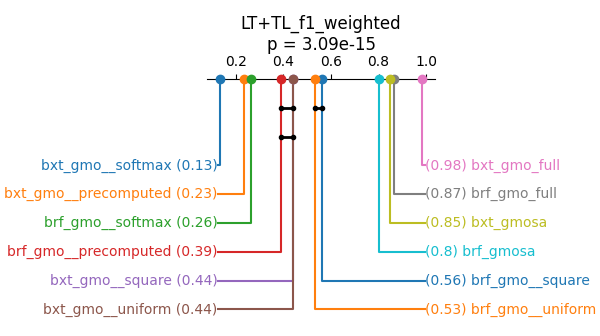 LT+TL_f1_weighted
p = 3.09e-15
0.2 0.4 0.6 0.8 1.0
bxt_gmo__softmax (0.13)
bxt_gmo__precomputed (0.23)
brf_gmo__softmax (0.26)
brf_gmo__precomputed (0.39)
bxt_gmo__square (0.44)
bxt_gmo__uniform (0.44)
(0.98) bxt_gmo_full
(0.87) brf_gmo_full
(0.85) bxt_gmosa
(0.8) brf_gmosa
(0.56) brf_gmo__square
(0.53) brf_gmo__uniform